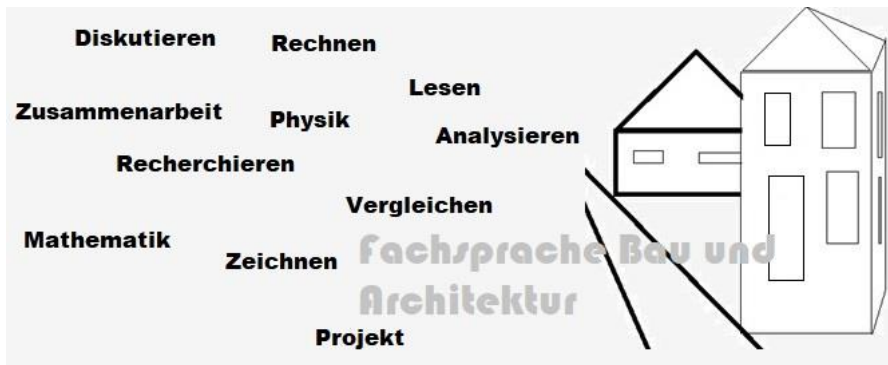 Diskutieren
Rechnen
Lesen
Zusammenarbeit
Physik
Analysieren
Recherchieren
Vergleichen
Mathematik
Zeichnen
Fachsprache Bau und
Architektur
Projekt